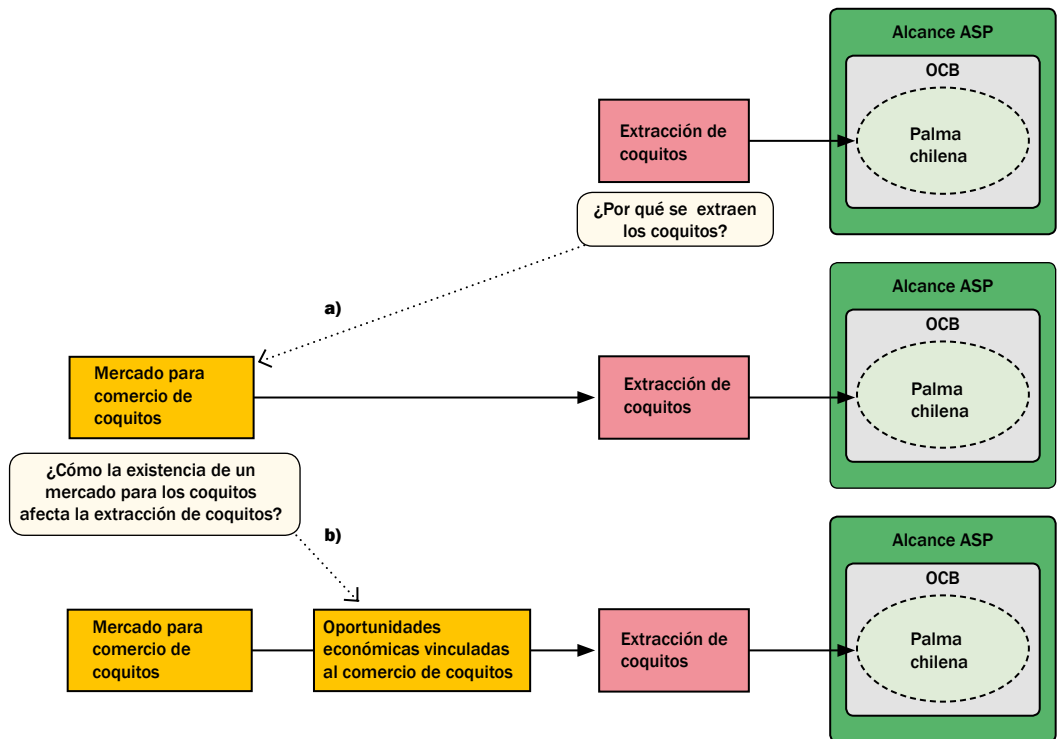 Alcance ASP
OCB
Extracción de
coquitos
Palma
chilena
¿Por qué se extraen
los coquitos?
a)
Alcance ASP
OCB
Mercado para
comercio de
coquitos
Extracción de
coquitos
Palma
chilena
¿Cómo la existencia de un
mercado para los coquitos
afecta la extracción de coquitos?
b)
Alcance ASP
OCB
Mercado para
comercio de
coquitos
Oportunidades
económicas vinculadas
al comercio de coquitos
Extracción de
coquitos
Palma
chilena